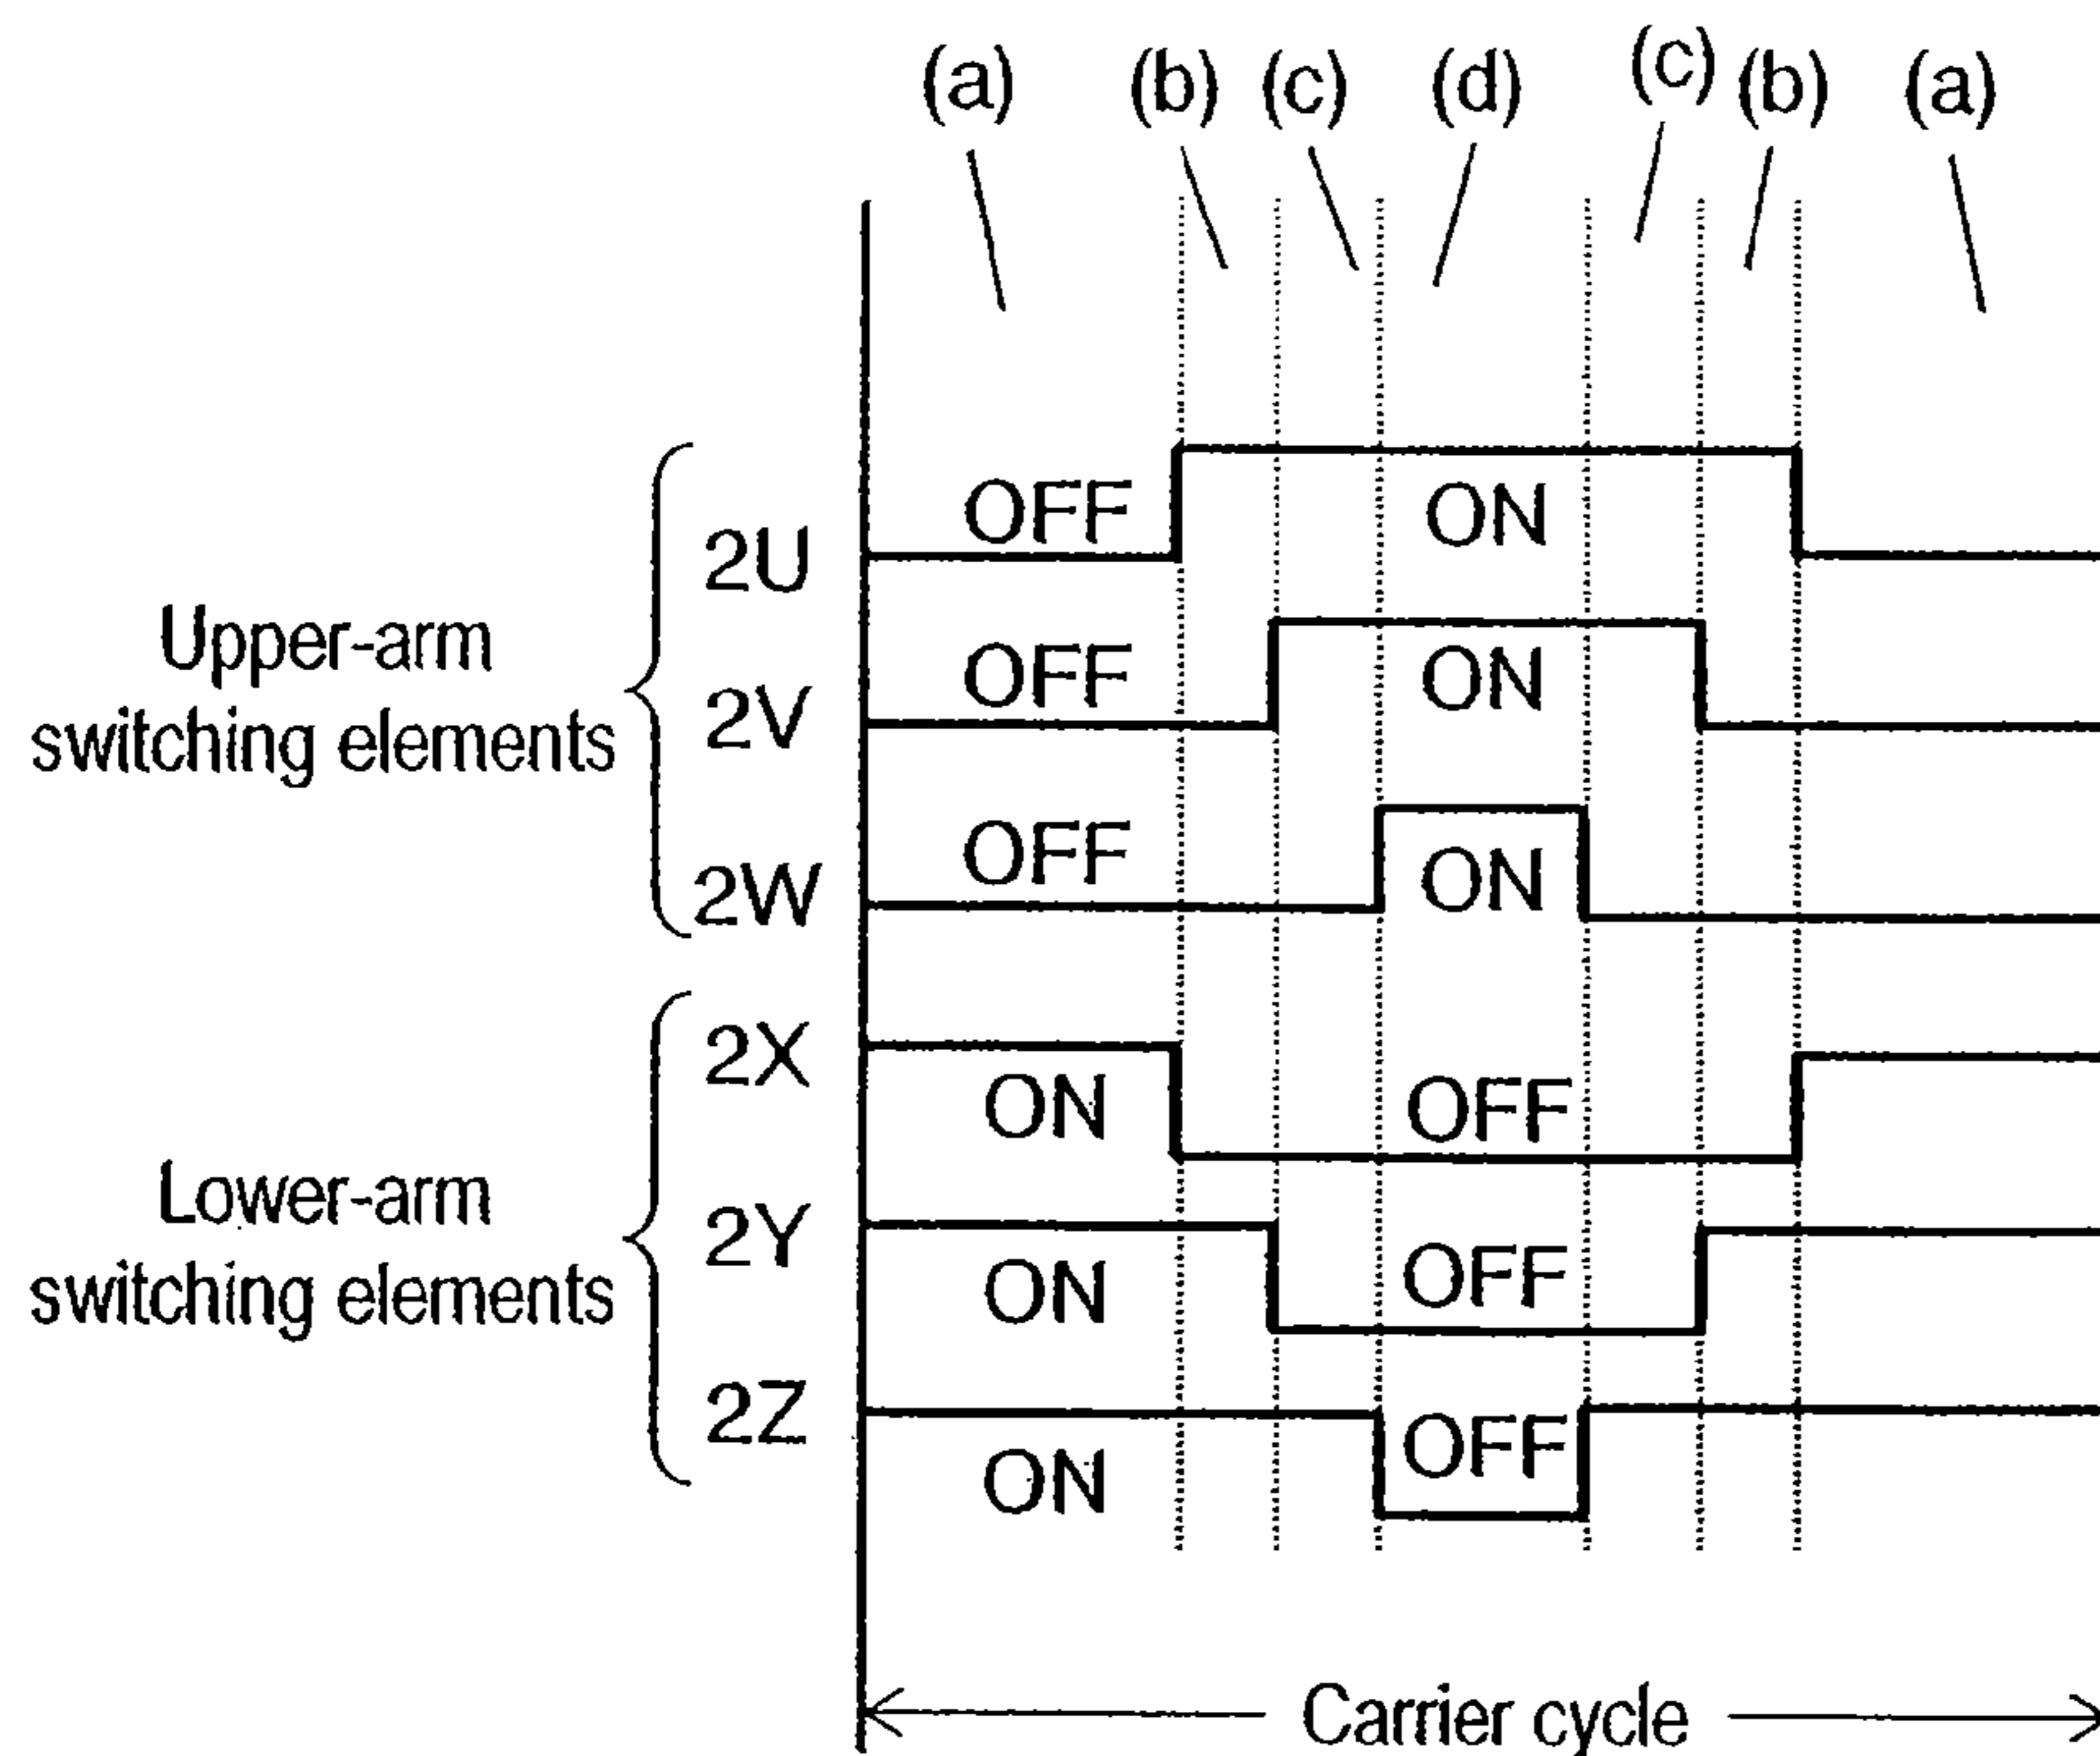 (a) (b) (c) (d) (c) (b) (a)
Upper-arm
switching elements
2U OFF ON
2V OFF ON
2W OFF ON
Lower-arm
switching elements
2X ON OFF
2Y ON OFF
2Z ON OFF
Carrier cycle